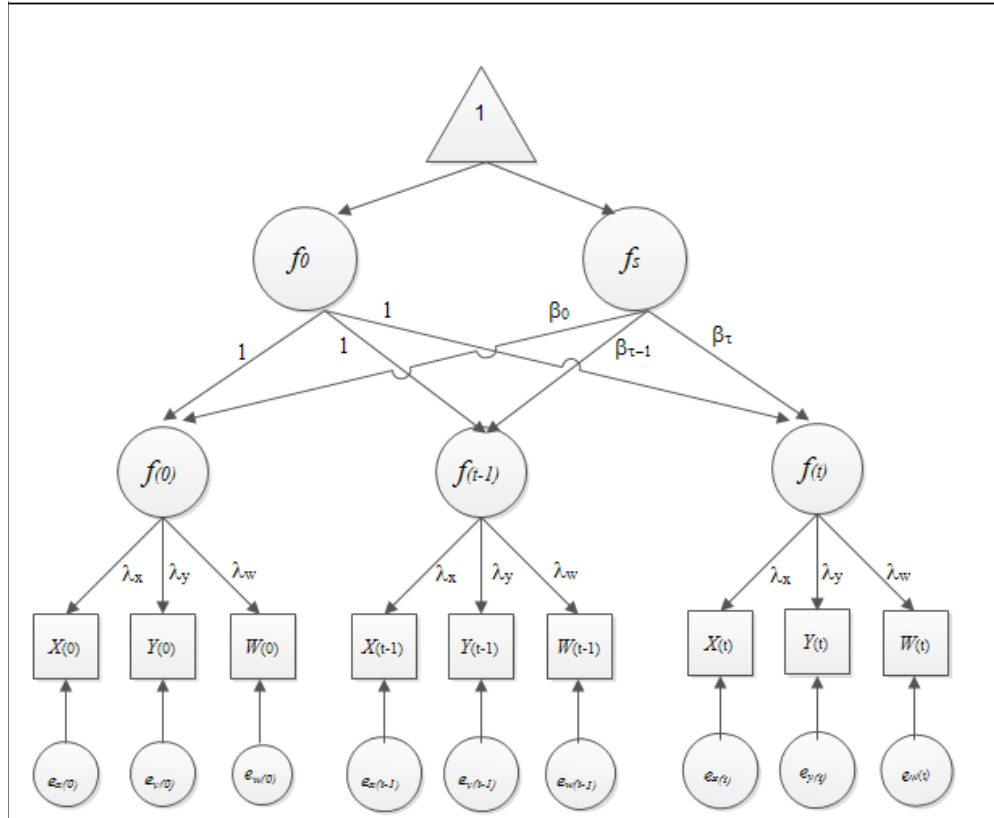 1
f0 fs
1 1 1 β0 βτ−1 βτ
f(0) f(t-1) f(t)
λx λy λw λx λy λw λx λy λw
X(0) Y(0) W(0) X(t-1) Y(t-1) W(t-1) X(t) Y(t) W(t)
ex(0) ey(0) ew(0) ex(t-1) ey(t-1) ew(t-1) ex(t) ey(t) ew(t)